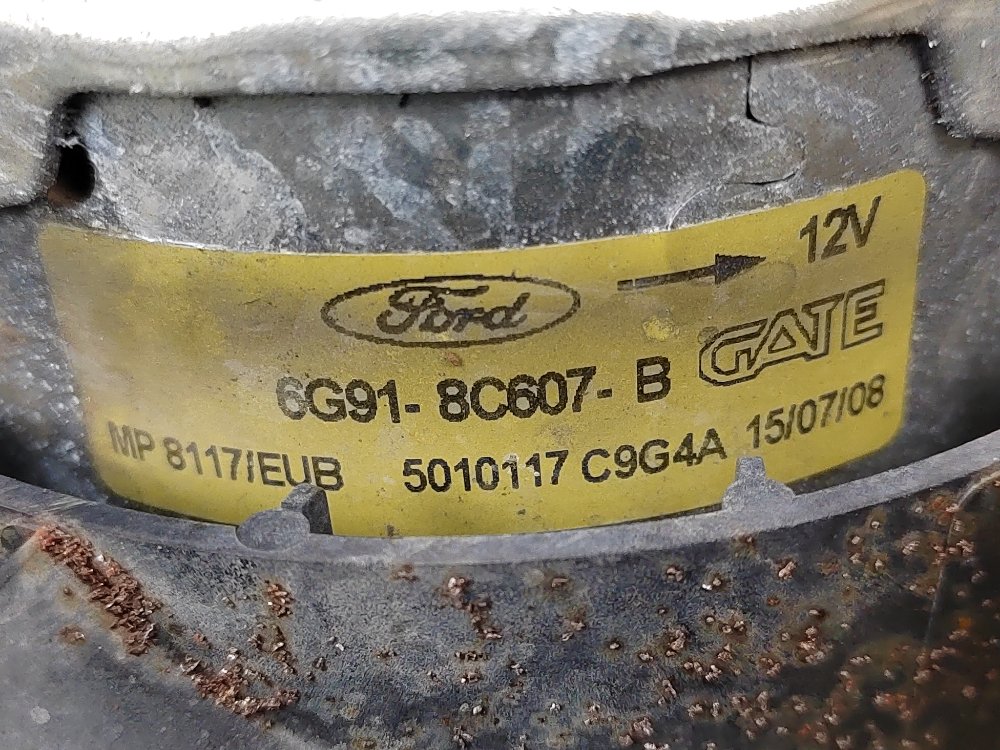 12V
Ford
GATE
6G91- 8C607- B
MP 8117/EUB 5010117 C9G4A 15/07/08